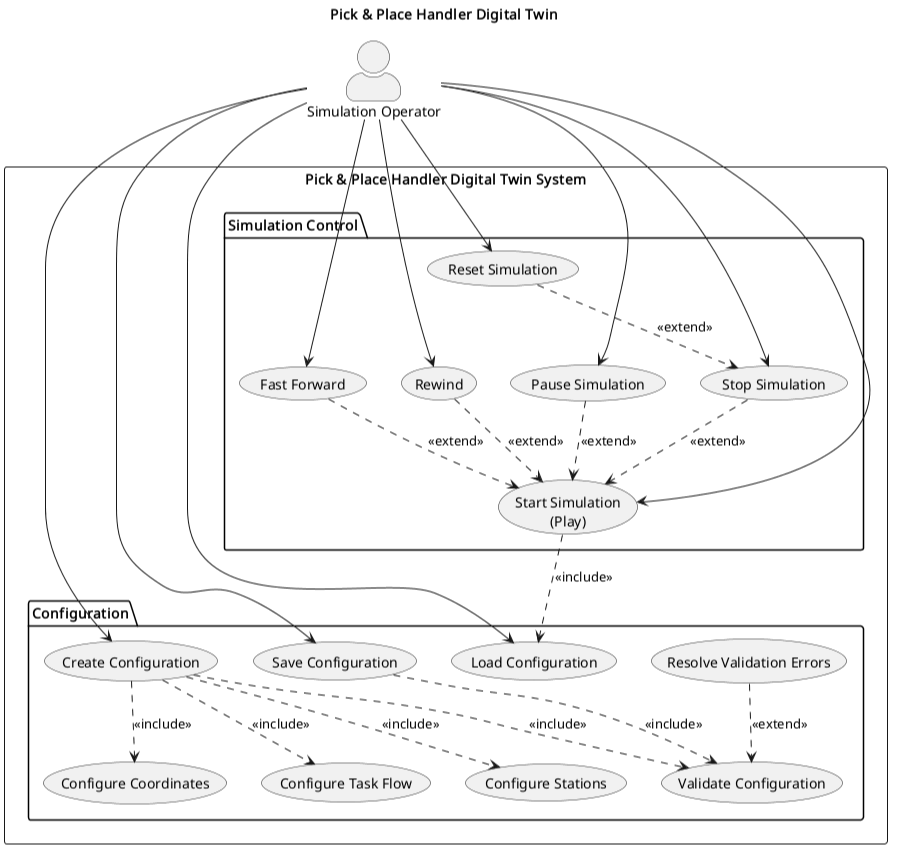 Pick & Place Handler Digital Twin
Simulation Operator
Pick & Place Handler Digital Twin System
Simulation Control
Reset Simulation
«extend»
Fast Forward
Rewind
Pause Simulation
Stop Simulation
«extend»
«extend»
«extend»
«extend»
Start Simulation
(Play)
«include»
Configuration
Create Configuration
Save Configuration
Load Configuration
Resolve Validation Errors
«include»
«include»
«include»
«include»
«include»
«extend»
Configure Coordinates
Configure Task Flow
Configure Stations
Validate Configuration